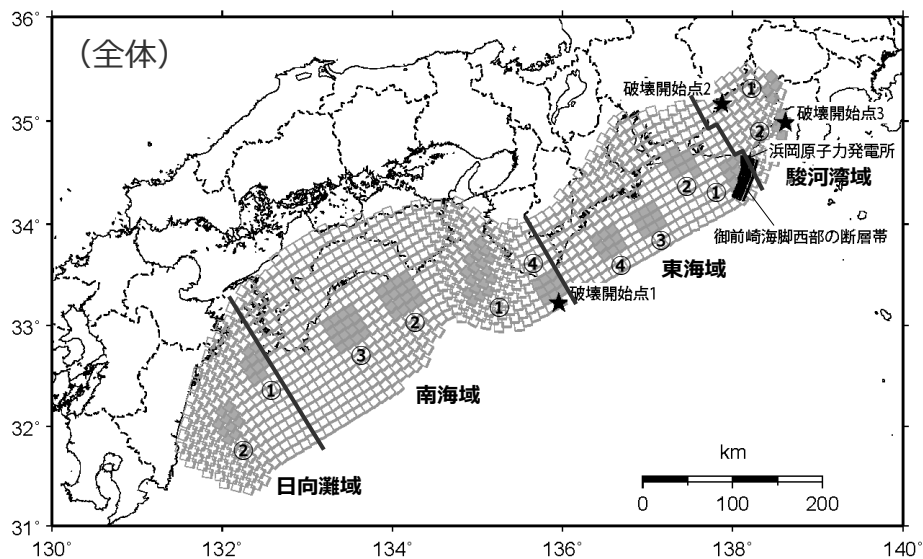 36°
35°
34°
33°
32°
31°
130
132
134
136
138
140°
（全体）
破壊開始点2
①
破壊開始点3
②
浜岡原子力発電所
駿河湾域
②
①
御前崎海脚西部の断層帯
③
④
④
東海域
破壊開始点1
①
②
③
南海域
①
②
日向灘域
km
0
100
200